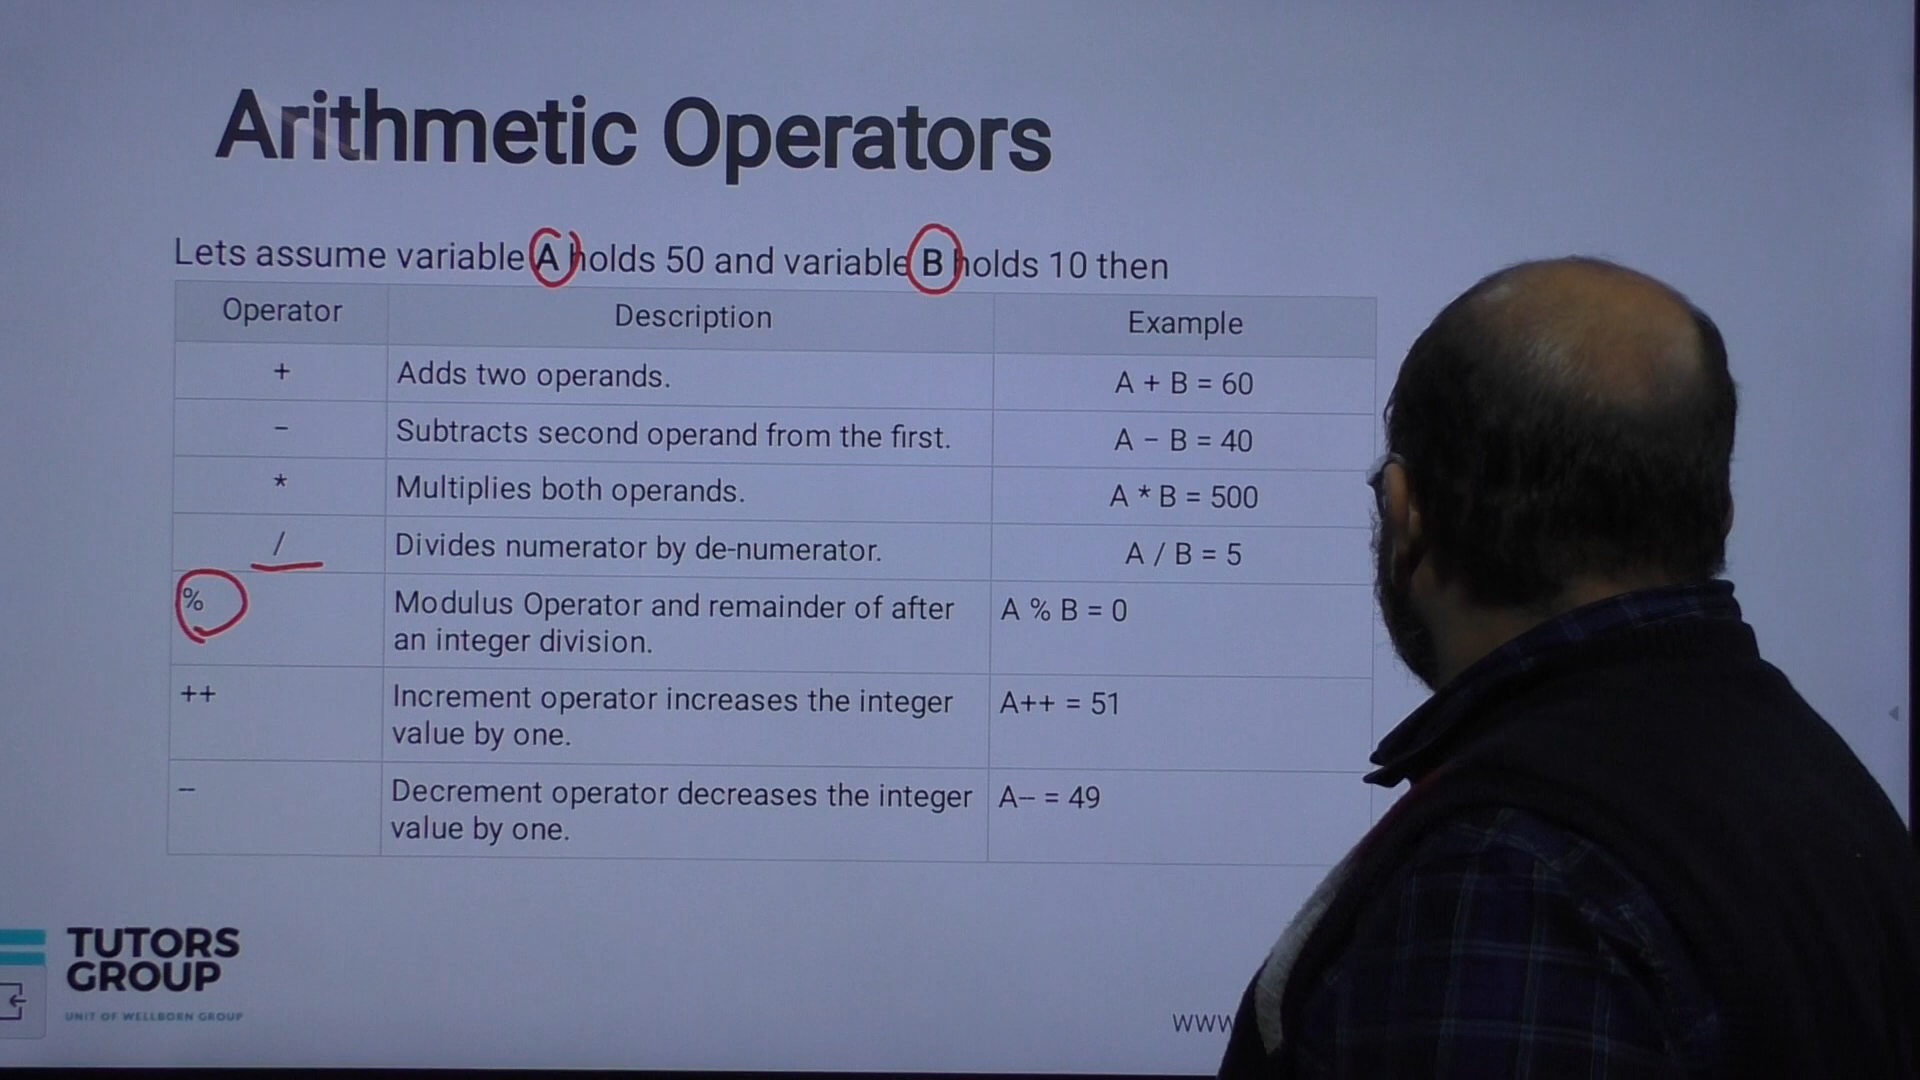 Arithmetic Operators
Lets assume variable A holds 50 and variable B holds 10 then
Operator Description Example
+ Adds two operands. A + B = 60
− Subtracts second operand from the first. A − B = 40
* Multiplies both operands. A * B = 500
/ Divides numerator by de-numerator. A / B = 5
% Modulus Operator and remainder of after A % B = 0
an integer division.
++ Increment operator increases the integer A++ = 51
value by one.
– Decrement operator decreases the integer A– = 49
value by one.
TUTORS
GROUP
UNIT OF WELLBORN GROUP
www